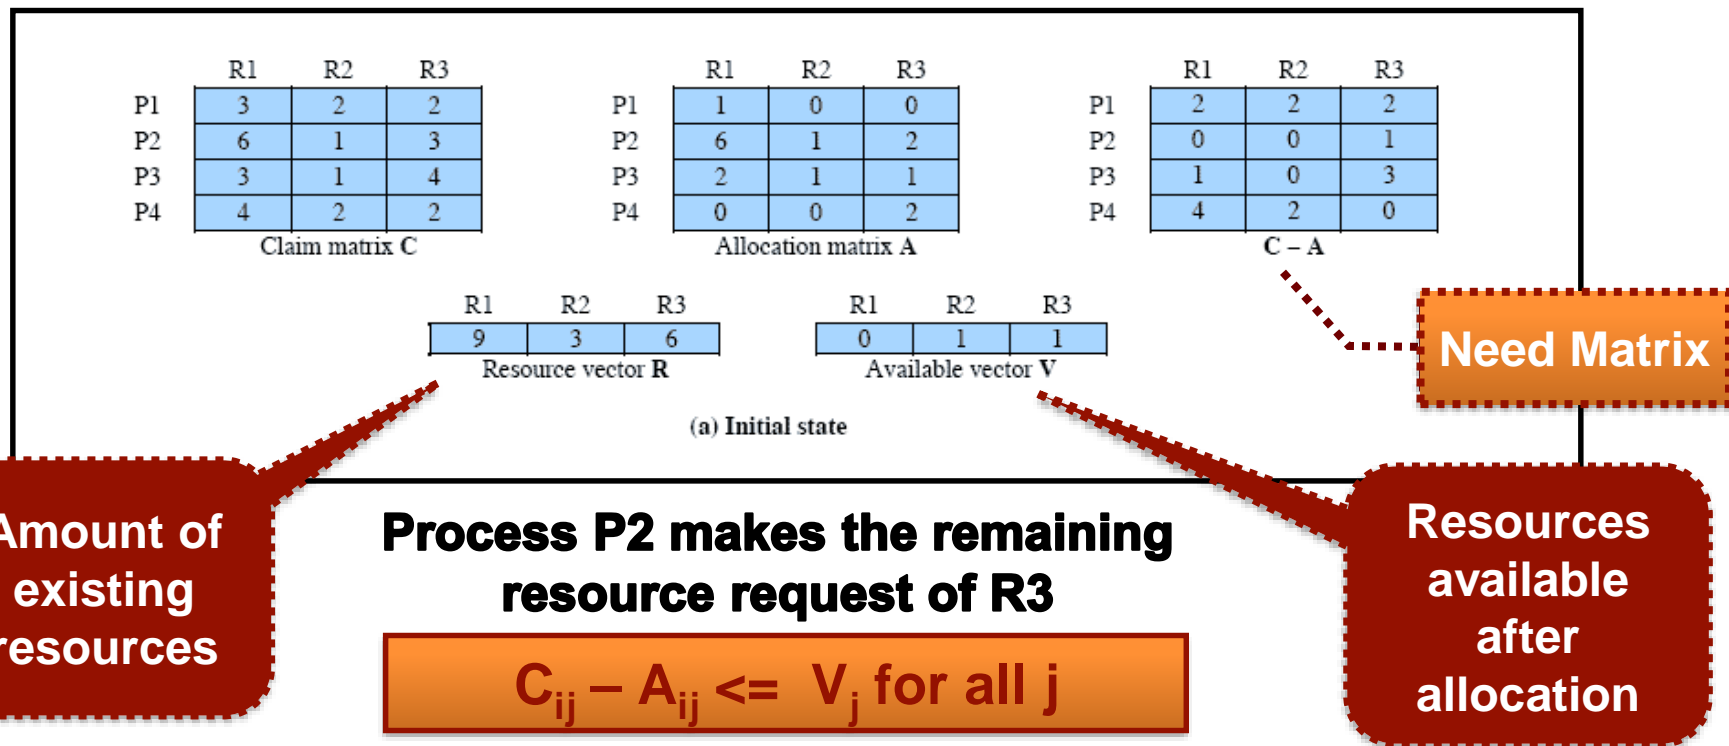 R1 R2 R3
P1 3 2 2
P2 6 1 3
P3 3 1 4
P4 4 2 2
Claim matrix C
R1 R2 R3
P1 1 0 0
P2 6 1 2
P3 2 1 1
P4 0 0 2
Allocation matrix A
R1 R2 R3
P1 2 2 2
P2 0 0 1
P3 1 0 3
P4 4 2 0
C – A
R1 R2 R3
9 3 6
Resource vector R
R1 R2 R3
0 1 1
Available vector V
Need Matrix
(a) Initial state
Amount of
existing
resources
Process P2 makes the remaining
resource request of R3
Cij – Aij <= Vj for all j
Resources
available
after
allocation